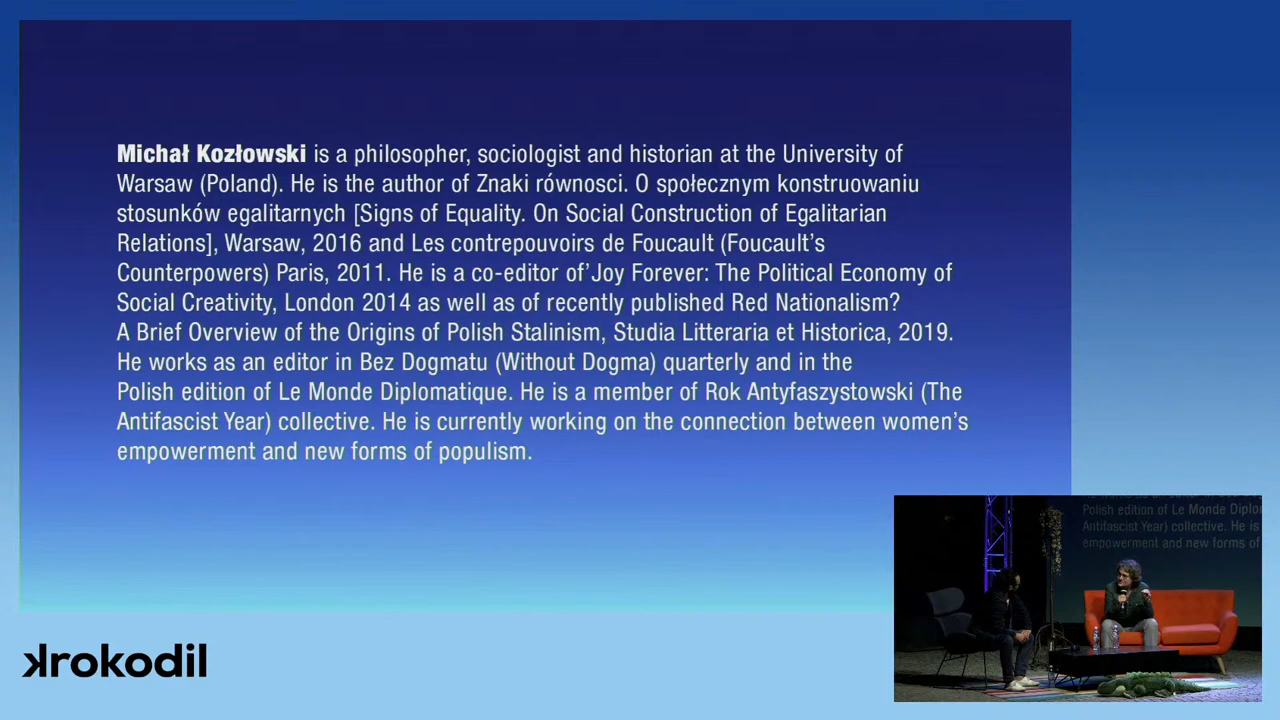 Michał Kozłowski is a philosopher, sociologist and historian at the University of
Warsaw (Poland). He is the author of Znaki równosci. O społecznym konstruowaniu
stosunków egalitarnych [Signs of Equality. On Social Construction of Egalitarian
Relations], Warsaw, 2016 and Les contrepouvoirs de Foucault (Foucault's
Counterpowers) Paris, 2011. He is a co-editor of’Joy Forever: The Political Economy of
Social Creativity, London 2014 as well as of recently published Red Nationalism?
A Brief Overview of the Origins of Polish Stalinism, Studia Litteraria et Historica, 2019.
He works as an editor in Bez Dogmatu (Without Dogma) quarterly and in the
Polish edition of Le Monde Diplomatique. He is a member of Rok Antyfaszystowski (The
Antifascist Year) collective. He is currently working on the connection between women’s
empowerment and new forms of populism.
Polish edition of Le Monde Diplo
Antifascist Year) collective. He is
empowerment and new forms of
krokodil